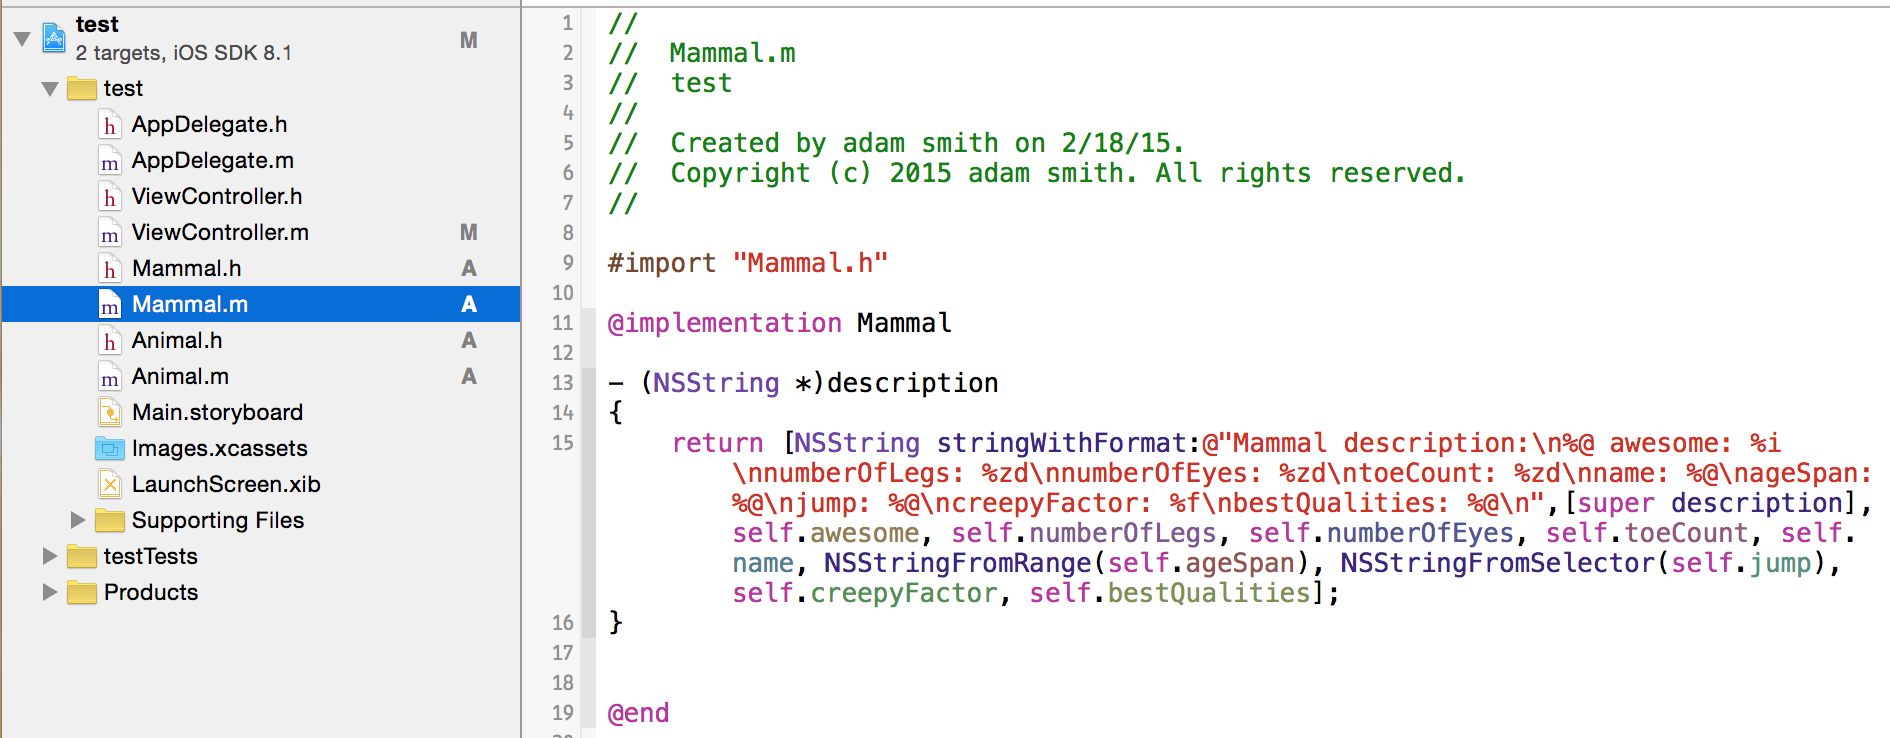 test
2 targets, iOS SDK 8.1
M
test
h AppDelegate.h
m AppDelegate.m
h ViewController.h
m ViewController.m M
h Mammal.h A
m Mammal.m A
h Animal.h A
m Animal.m A
Main.storyboard
Images.xcassets
LaunchScreen.xib
Supporting Files
testTests
Products
1 //
2 //  Mammal.m
3 //  test
4 //
5 //  Created by adam smith on 2/18/15.
6 //  Copyright (c) 2015 adam smith. All rights reserved.
7 //
8
9 #import "Mammal.h"
10
11 @implementation Mammal
12
13 - (NSString *)description
14 {
15     return [NSString stringWithFormat:@"Mammal description:\n%@ awesome: %i
\nnumberOfLegs: %zd\nnumberOfEyes: %zd\ntoeCount: %zd\nname: %@\nageSpan:
%@\njump: %@\ncreepyFactor: %f\nbestQualities: %@\n",[super description],
self.awesome, self.numberOfLegs, self.numberOfEyes, self.toeCount, self.
name, NSStringFromRange(self.ageSpan), NSStringFromSelector(self.jump),
self.creepyFactor, self.bestQualities];
16 }
17
18
19 @end